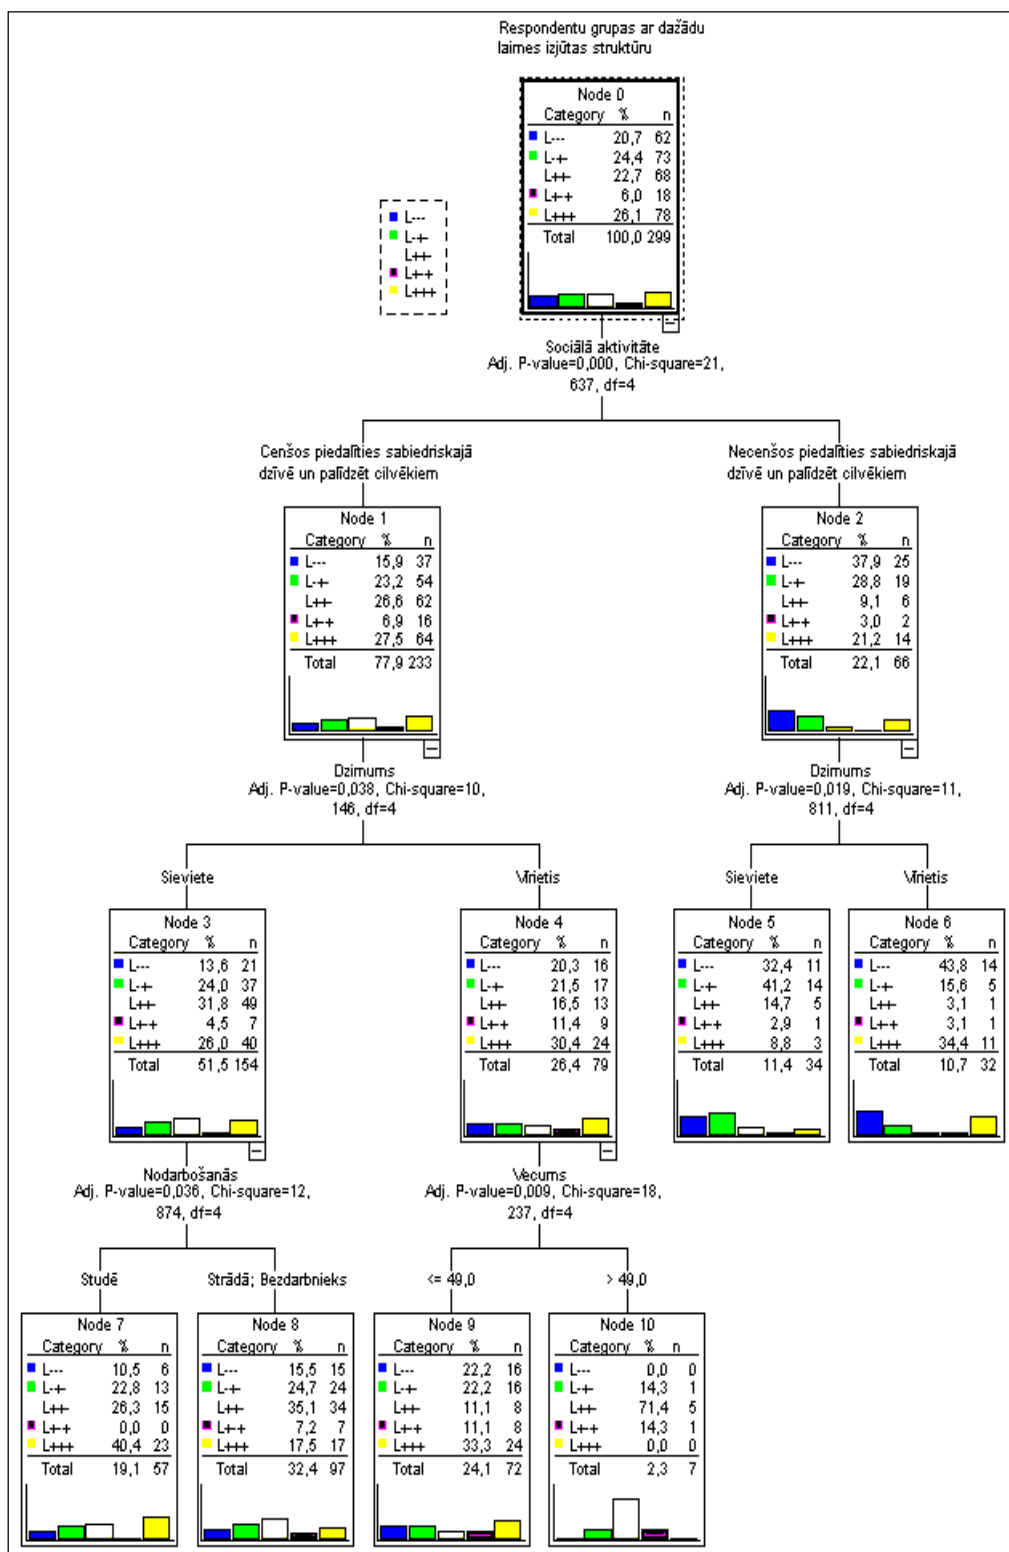 Respondentu grupas ar dažādu
laimes izjūtas struktūru
Node 0
Category % n
L--- 20,7 62
L-+ 24,4 73
L++ 22,7 68
L+-+ 6,0 18
L+++ 26,1 78
Total 100,0 299
L---
L-+
L++
L+-+
L+++
Sociālā aktivitāte
Adj. P-value=0,000, Chi-square=21,
637, df=4
Cenšos piedalīties sabiedriskajā
dzīvē un palīdzēt cilvēkiem
Necenšos piedalīties sabiedriskajā
dzīvē un palīdzēt cilvēkiem
Node 1
Category % n
L--- 15,9 37
L-+ 23,2 54
L++ 26,6 62
L+-+ 6,9 16
L+++ 27,5 64
Total 77,9 233
Node 2
Category % n
L--- 37,9 25
L-+ 28,8 19
L++ 9,1 6
L+-+ 3,0 2
L+++ 21,2 14
Total 22,1 66
Dzimums
Adj. P-value=0,038, Chi-square=10,
146, df=4
Dzimums
Adj. P-value=0,019, Chi-square=11,
811, df=4
Sieviete
Vīrietis
Sieviete
Vīrietis
Node 3
Category % n
L--- 13,6 21
L-+ 24,0 37
L++ 31,8 49
L+-+ 4,5 7
L+++ 26,0 40
Total 51,5 154
Node 4
Category % n
L--- 20,3 16
L-+ 21,5 17
L++ 16,5 13
L+-+ 11,4 9
L+++ 30,4 24
Total 26,4 79
Node 5
Category % n
L--- 32,4 11
L-+ 41,2 14
L++ 14,7 5
L+-+ 2,9 1
L+++ 8,8 3
Total 11,4 34
Node 6
Category % n
L--- 43,8 14
L-+ 15,6 5
L++ 3,1 1
L+-+ 3,1 1
L+++ 34,4 11
Total 10,7 32
Nodarbošanās
Adj. P-value=0,036, Chi-square=12,
874, df=4
Vecums
Adj. P-value=0,009, Chi-square=18,
237, df=4
Studē
Strādā; Bezdarbnieks
<= 49,0
> 49,0
Node 7
Category % n
L--- 10,5 6
L-+ 22,8 13
L++ 26,3 15
L+-+ 0,0 0
L+++ 40,4 23
Total 19,1 57
Node 8
Category % n
L--- 15,5 15
L-+ 24,7 24
L++ 35,1 34
L+-+ 7,2 7
L+++ 17,5 17
Total 32,4 97
Node 9
Category % n
L--- 22,2 16
L-+ 22,2 16
L++ 11,1 8
L+-+ 11,1 8
L+++ 33,3 24
Total 24,1 72
Node 10
Category % n
L--- 0,0 0
L-+ 14,3 1
L++ 71,4 5
L+-+ 14,3 1
L+++ 0,0 0
Total 2,3 7